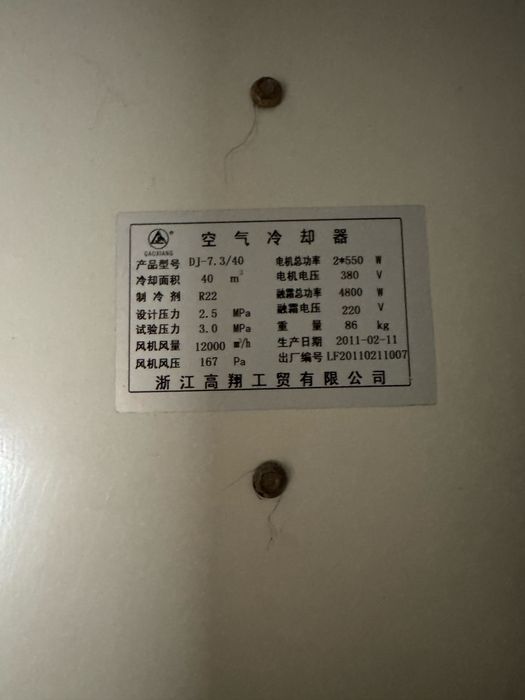 GAOXIANG
空气冷却器
产品型号 DJ-7.3/40 电机总功率 2*550 W
冷却面积 40 m³ 电机电压 380 V
制冷剂 R22 融霜总功率 4800 W
设计压力 2.5 MPa 融霜电压 220 V
试验压力 3.0 MPa 重量 86 kg
风机风量 12000 m³/h 生产日期 2011-02-11
风机风压 167 Pa 出厂编号 LF20110211007
浙江高翔工贸有限公司